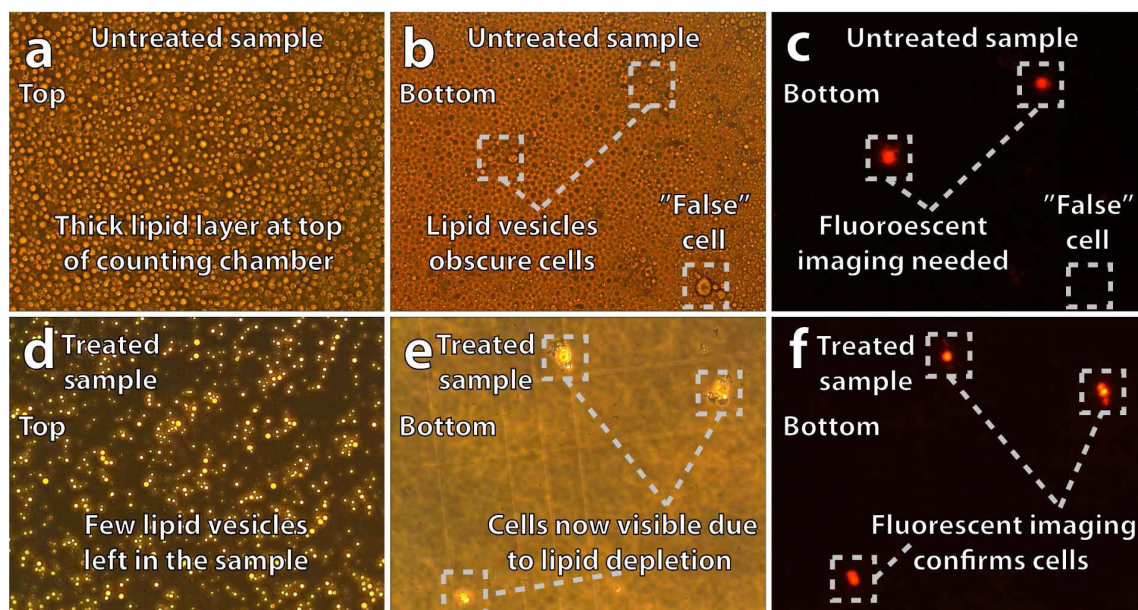 a
Untreated sample
Top
Thick lipid layer at top
of counting chamber
b
Untreated sample
Bottom
Lipid vesicles
obscure cells
"False"
cell
c
Untreated sample
Bottom
Fluoroescent
imaging needed
"False"
cell
d
Treated
sample
Top
Few lipid vesicles
left in the sample
e
Treated
sample
Bottom
Cells now visible due
to lipid depletion
f
Treated
sample
Bottom
Fluorescent imaging
confirms cells